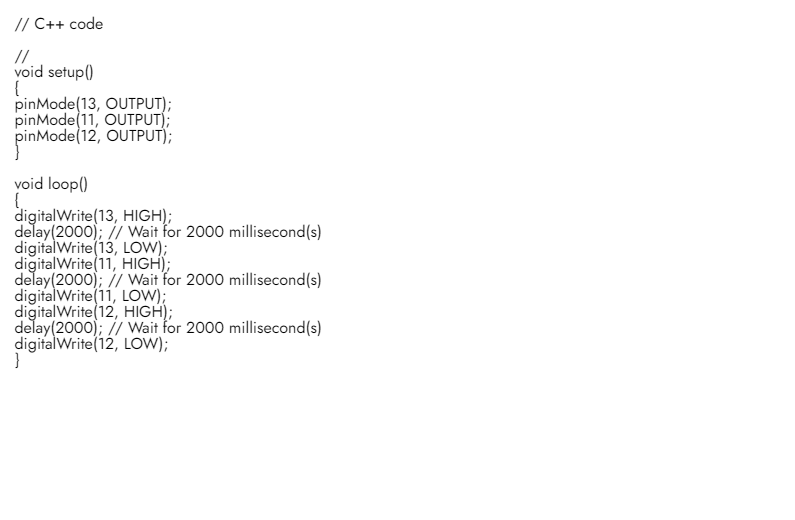 // C++ code
//
void setup()
{
pinMode(13, OUTPUT);
pinMode(11, OUTPUT);
pinMode(12, OUTPUT);
}
void loop()
{
digitalWrite(13, HIGH);
delay(2000); // Wait for 2000 millisecond(s)
digitalWrite(13, LOW);
digitalWrite(11, HIGH);
delay(2000); // Wait for 2000 millisecond(s)
digitalWrite(11, LOW);
digitalWrite(12, HIGH);
delay(2000); // Wait for 2000 millisecond(s)
digitalWrite(12, LOW);
}